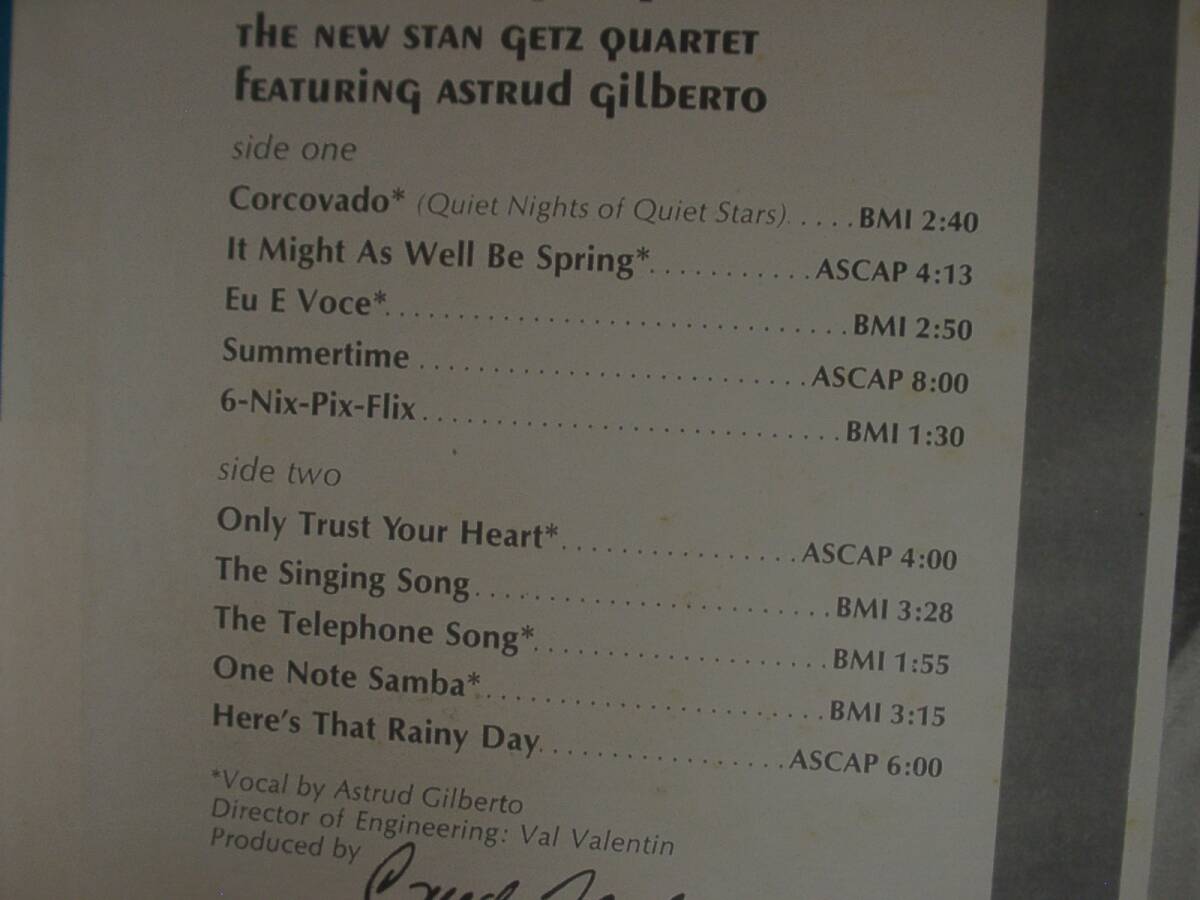 THE NEW STAN GETZ QUARTET
FEATURING ASTRUD GILBERTO
side one
Corcovado* (Quiet Nights of Quiet Stars).....BMI 2:40
It Might As Well Be Spring*...........ASCAP 4:13
Eu E Voce*...............................BMI 2:50
Summertime...........................ASCAP 8:00
6-Nix-Pix-Flix............................BMI 1:30
side two
Only Trust Your Heart*................ASCAP 4:00
The Singing Song........................BMI 3:28
The Telephone Song*....................BMI 1:55
One Note Samba*.......................BMI 3:15
Here's That Rainy Day.................ASCAP 6:00
*Vocal by Astrud Gilberto
Director of Engineering: Val Valentin
Produced by